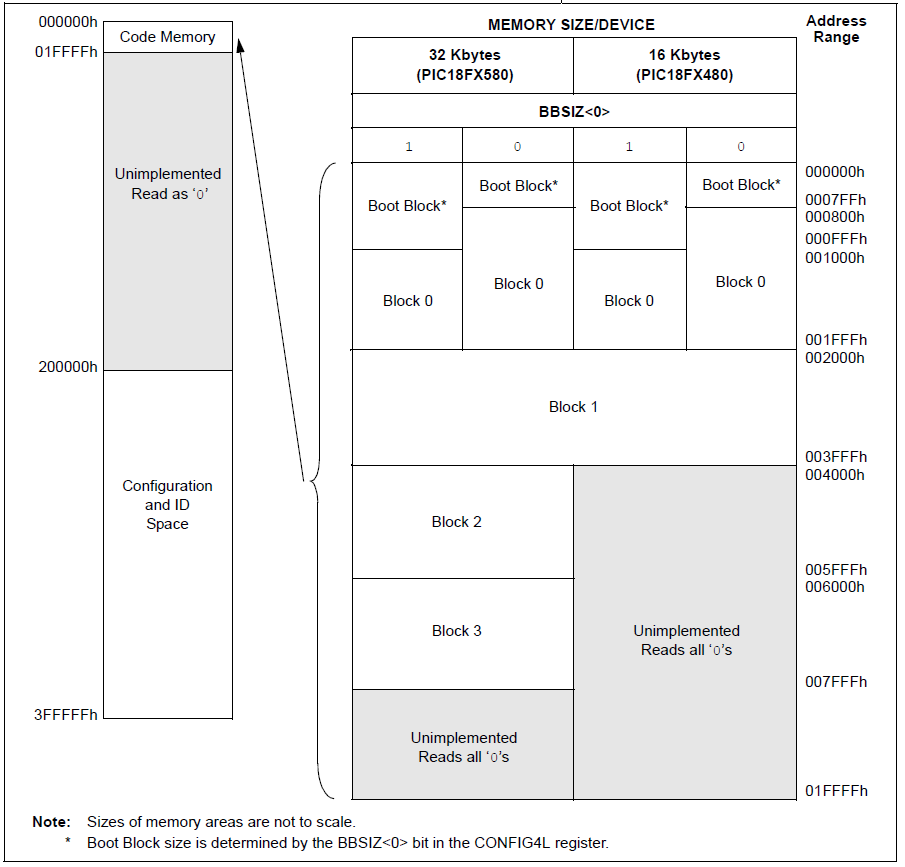 000000h
Code Memory
01FFFFh
Unimplemented
Read as ‘0’
200000h
Configuration
and ID
Space
3FFFFFh
MEMORY SIZE/DEVICE
Address
Range
32 Kbytes
(PIC18FX580)
16 Kbytes
(PIC18FX480)
BBSIZ<0>
1
0
1
0
Boot Block*
Boot Block*
Boot Block*
Boot Block*
Block 0
Block 0
Block 0
Block 0
Block 1
Block 2
Block 3
Unimplemented
Reads all ‘0’s
Unimplemented
Reads all ‘0’s
000000h
0007FFh
000800h
000FFFh
001000h
001FFFh
002000h
003FFFh
004000h
005FFFh
006000h
007FFFh
01FFFFh
Note: Sizes of memory areas are not to scale.
* Boot Block size is determined by the BBSIZ<0> bit in the CONFIG4L register.